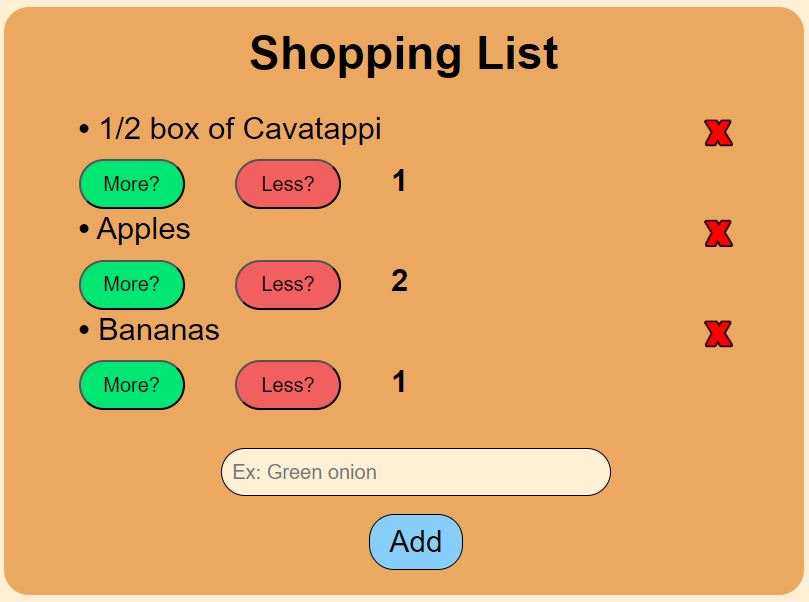 Shopping List
• 1/2 box of Cavatappi X
More? Less? 1
• Apples X
More? Less? 2
• Bananas X
More? Less? 1
Ex: Green onion
Add